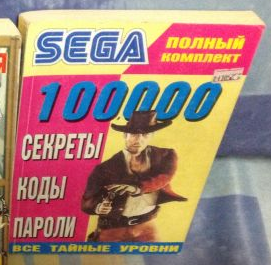 SEGA
ПОЛНЫЙ
КОМПЛЕКТ
100000
СЕКРЕТЫ
КОДЫ
ПАРОЛИ
ВСЕ ТАЙНЫЕ УРОВНИ